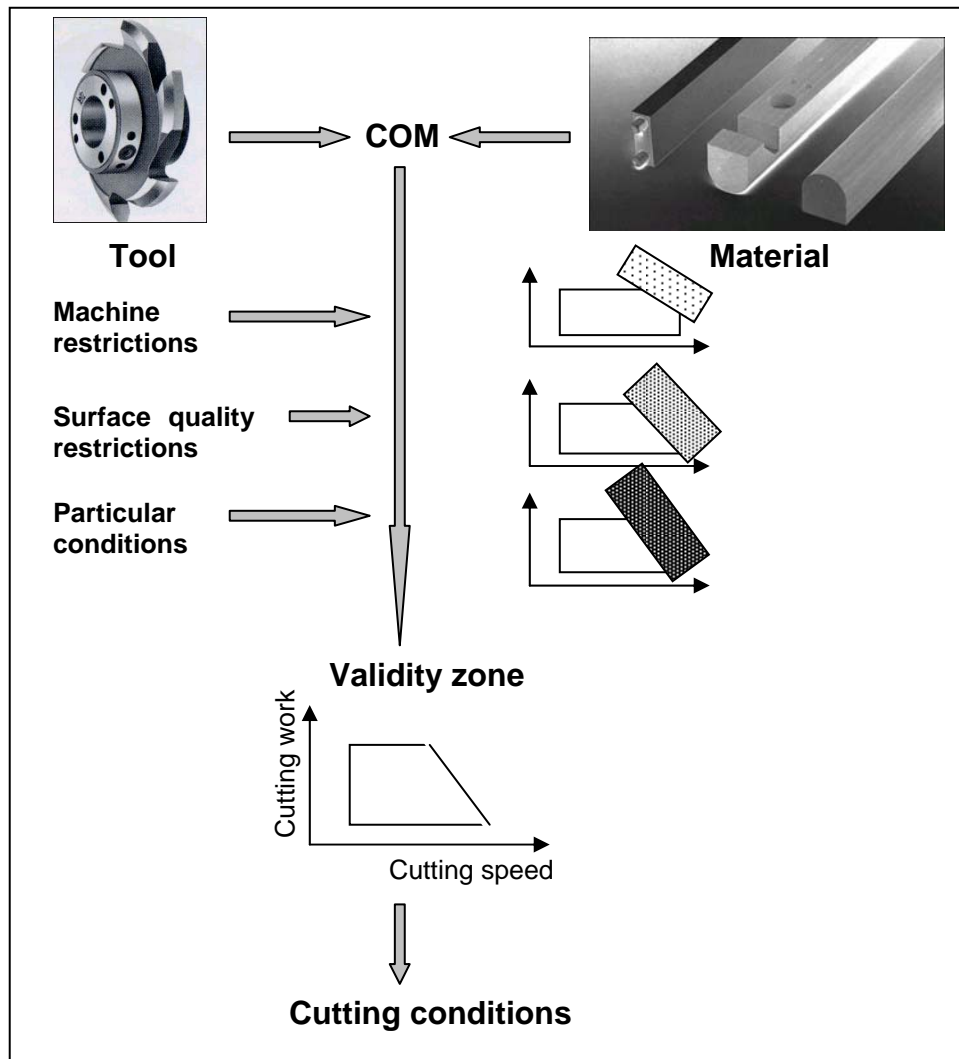 COM
Tool
Material
Machine
restrictions
Surface quality
restrictions
Particular
conditions
Validity zone
Cutting work
Cutting speed
Cutting conditions